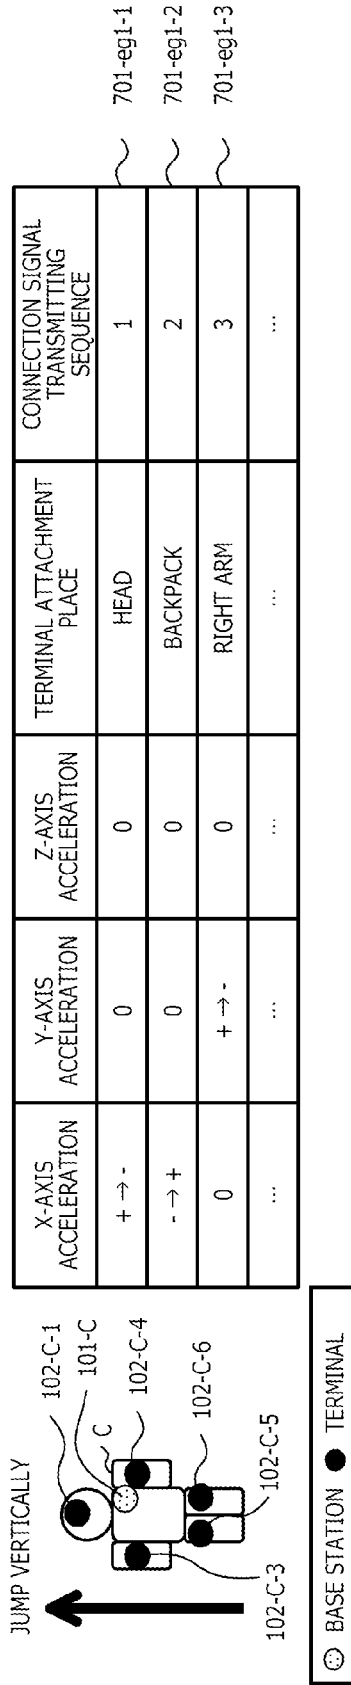 JUMP VERTICALLY
102-C-1
101-C
C
102-C-4
102-C-6
102-C-5
102-C-3
BASE STATION
TERMINAL
X-AXIS ACCELERATION Y-AXIS ACCELERATION Z-AXIS ACCELERATION TERMINAL ATTACHMENT PLACE CONNECTION SIGNAL TRANSMITTING SEQUENCE
+ → - 0 0 HEAD 1 701-eg1-1
- → + 0 0 BACKPACK 2 701-eg1-2
0 + → - 0 RIGHT ARM 3 701-eg1-3
... ... ... ... ...